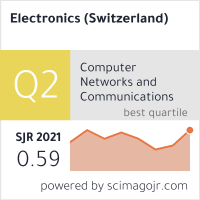 Electronics (Switzerland)
Q2
Computer
Networks and
Communications
best quartile
SJR 2021
0.59
powered by scimagojr.com